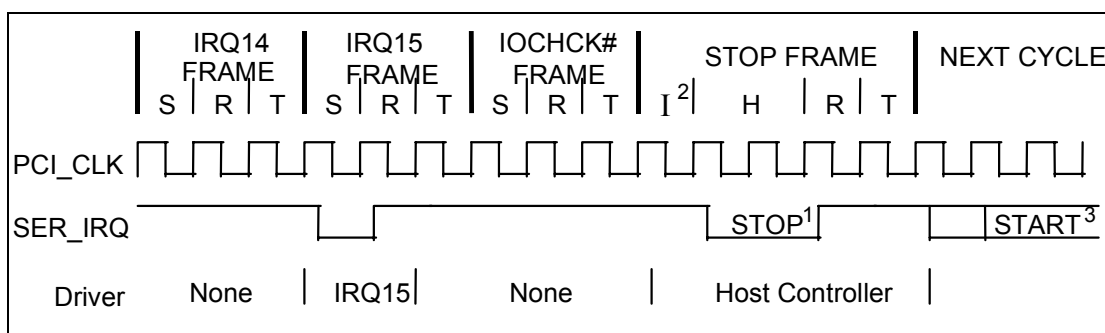 IRQ14 FRAME IRQ15 FRAME IOCHCK# FRAME STOP FRAME NEXT CYCLE
S R T S R T S R T I2 H R T
PCI_CLK
SER_IRQ STOP1 START3
Driver None IRQ15 None Host Controller